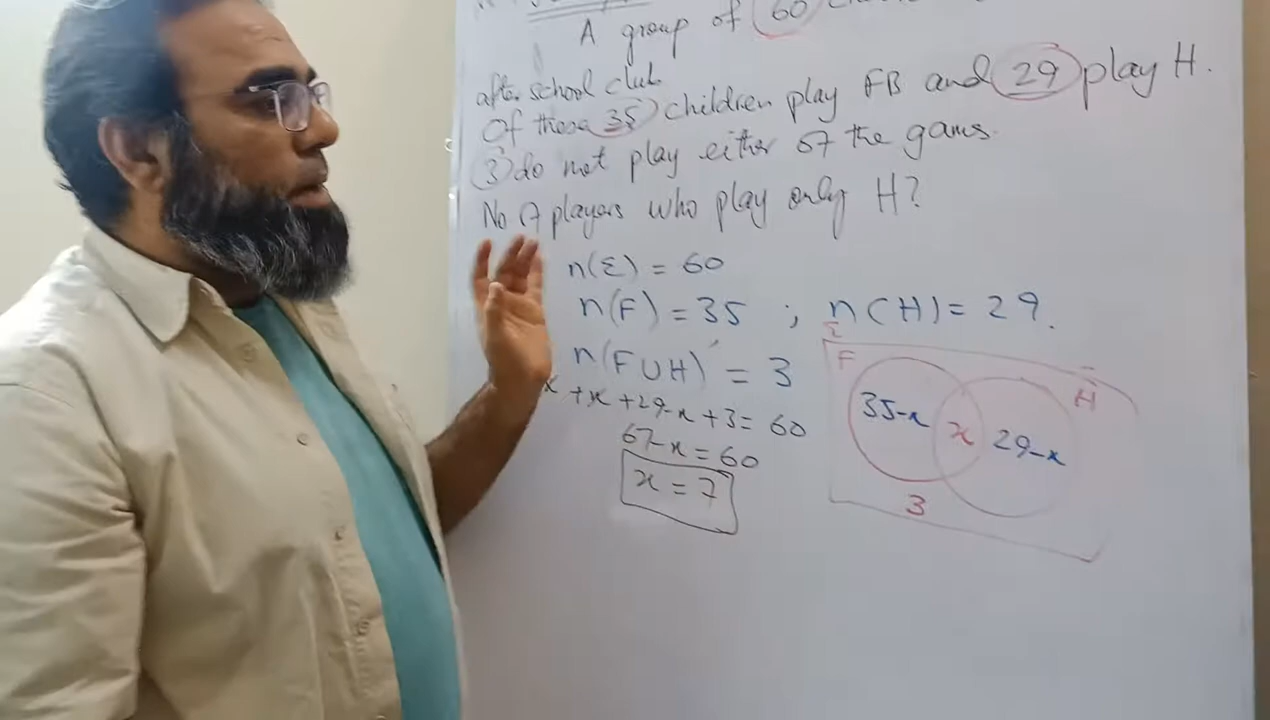 A group of 60
after school club
Of these 35 children play FB and 29 play H.
3 do not play either of the games.
No of players who play only H?
n(Ɛ) = 60
n(F) = 35 ; n(H) = 29.
n(F∪H)' = 3
x + x + 29-x + 3 = 60
67-x = 60
x = 7
Ɛ
F
H
35-x
x
29-x
3